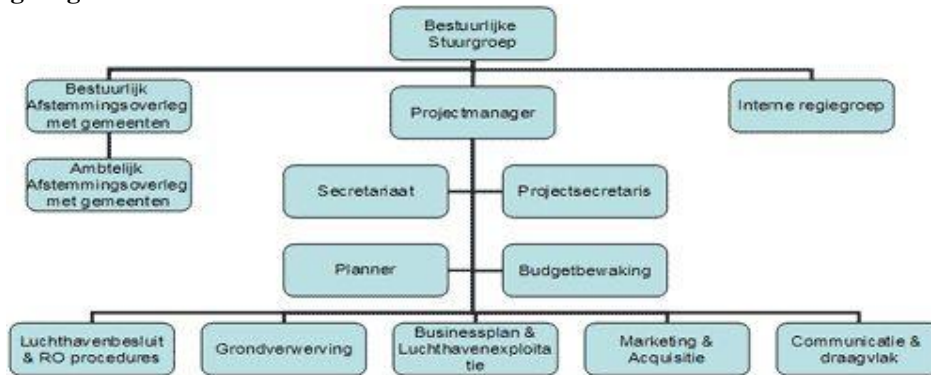 Bestuurlijke
Stuurgroep
Bestuurlijk
Afstemmingsoverleg
met gemeenten
Projectmanager
Interne regiegroep
Ambtelijk
Afstemmingsoverleg
met gemeenten
Secretariaat
Projectsecretaris
Planner
Budgetbewaking
Luchthavenbesluit
& RO procedures
Grondverwerving
Businessplan &
Luchthavenexploita
tie
Marketing &
Acquisitie
Communicatie &
draagvlak